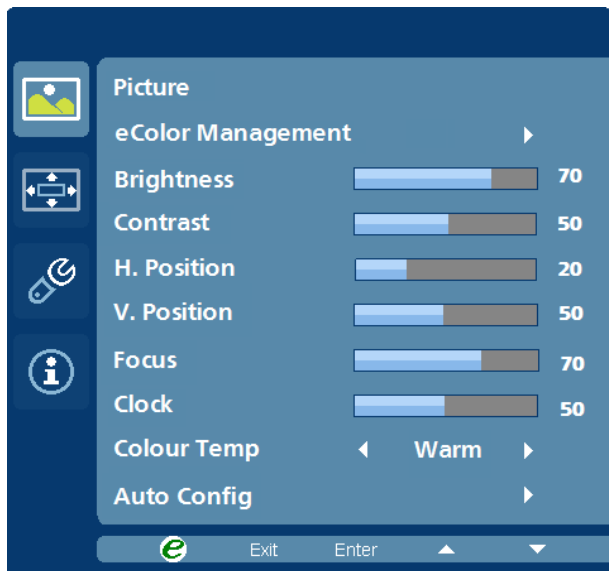 Picture
eColor Management
Brightness 70
Contrast 50
H. Position 20
V. Position 50
Focus 70
Clock 50
Colour Temp Warm
Auto Config
e Exit Enter